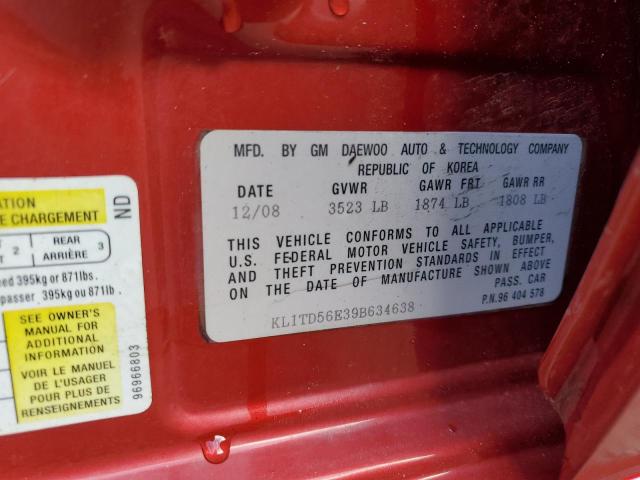 MFD. BY GM DAEWOO AUTO & TECHNOLOGY COMPANY
REPUBLIC OF KOREA
DATE GVWR GAWR FRT GAWR RR
12/08 3523 LB 1874 LB 1808 LB
THIS VEHICLE CONFORMS TO ALL APPLICABLE
U.S. FEDERAL MOTOR VEHICLE SAFETY, BUMPER,
AND THEFT PREVENTION STANDARDS IN EFFECT
ON THE DATE OF MANUFACTURE SHOWN ABOVE
PASS. CAR
P.N.96 404 578
KL1TD56E39B634638
ATION
E CHARGEMENT
ND
2 REAR 3
ARRIÈRE
eed 395kg or 871lbs.
passer 395kg ou 871lb.
SEE OWNER'S
MANUAL FOR
ADDITIONAL
INFORMATION
VOIR LE MANUEL
DE L'USAGER
POUR PLUS DE
RENSEIGNEMENTS
96966803